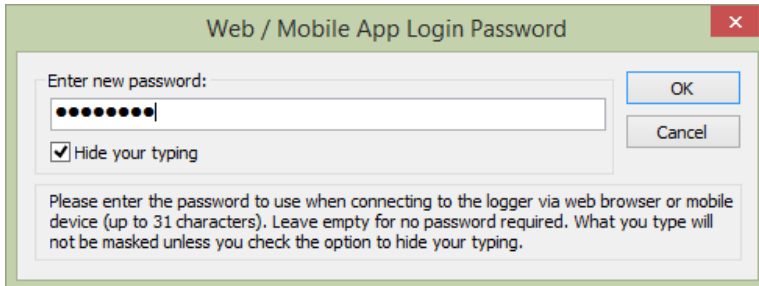 Web / Mobile App Login Password
Enter new password:
●●●●●●●●
Hide your typing
OK
Cancel
Please enter the password to use when connecting to the logger via web browser or mobile
device (up to 31 characters). Leave empty for no password required. What you type will
not be masked unless you check the option to hide your typing.